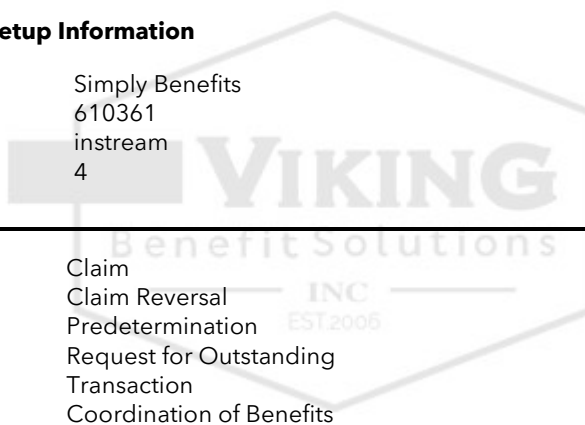 etup Information
Simply Benefits
610361
instream
4
VIKING
Benefit Solutions
Claim
Claim Reversal
INC
Predetermination
EST 2006
Request for Outstanding
Transaction
Coordination of Benefits